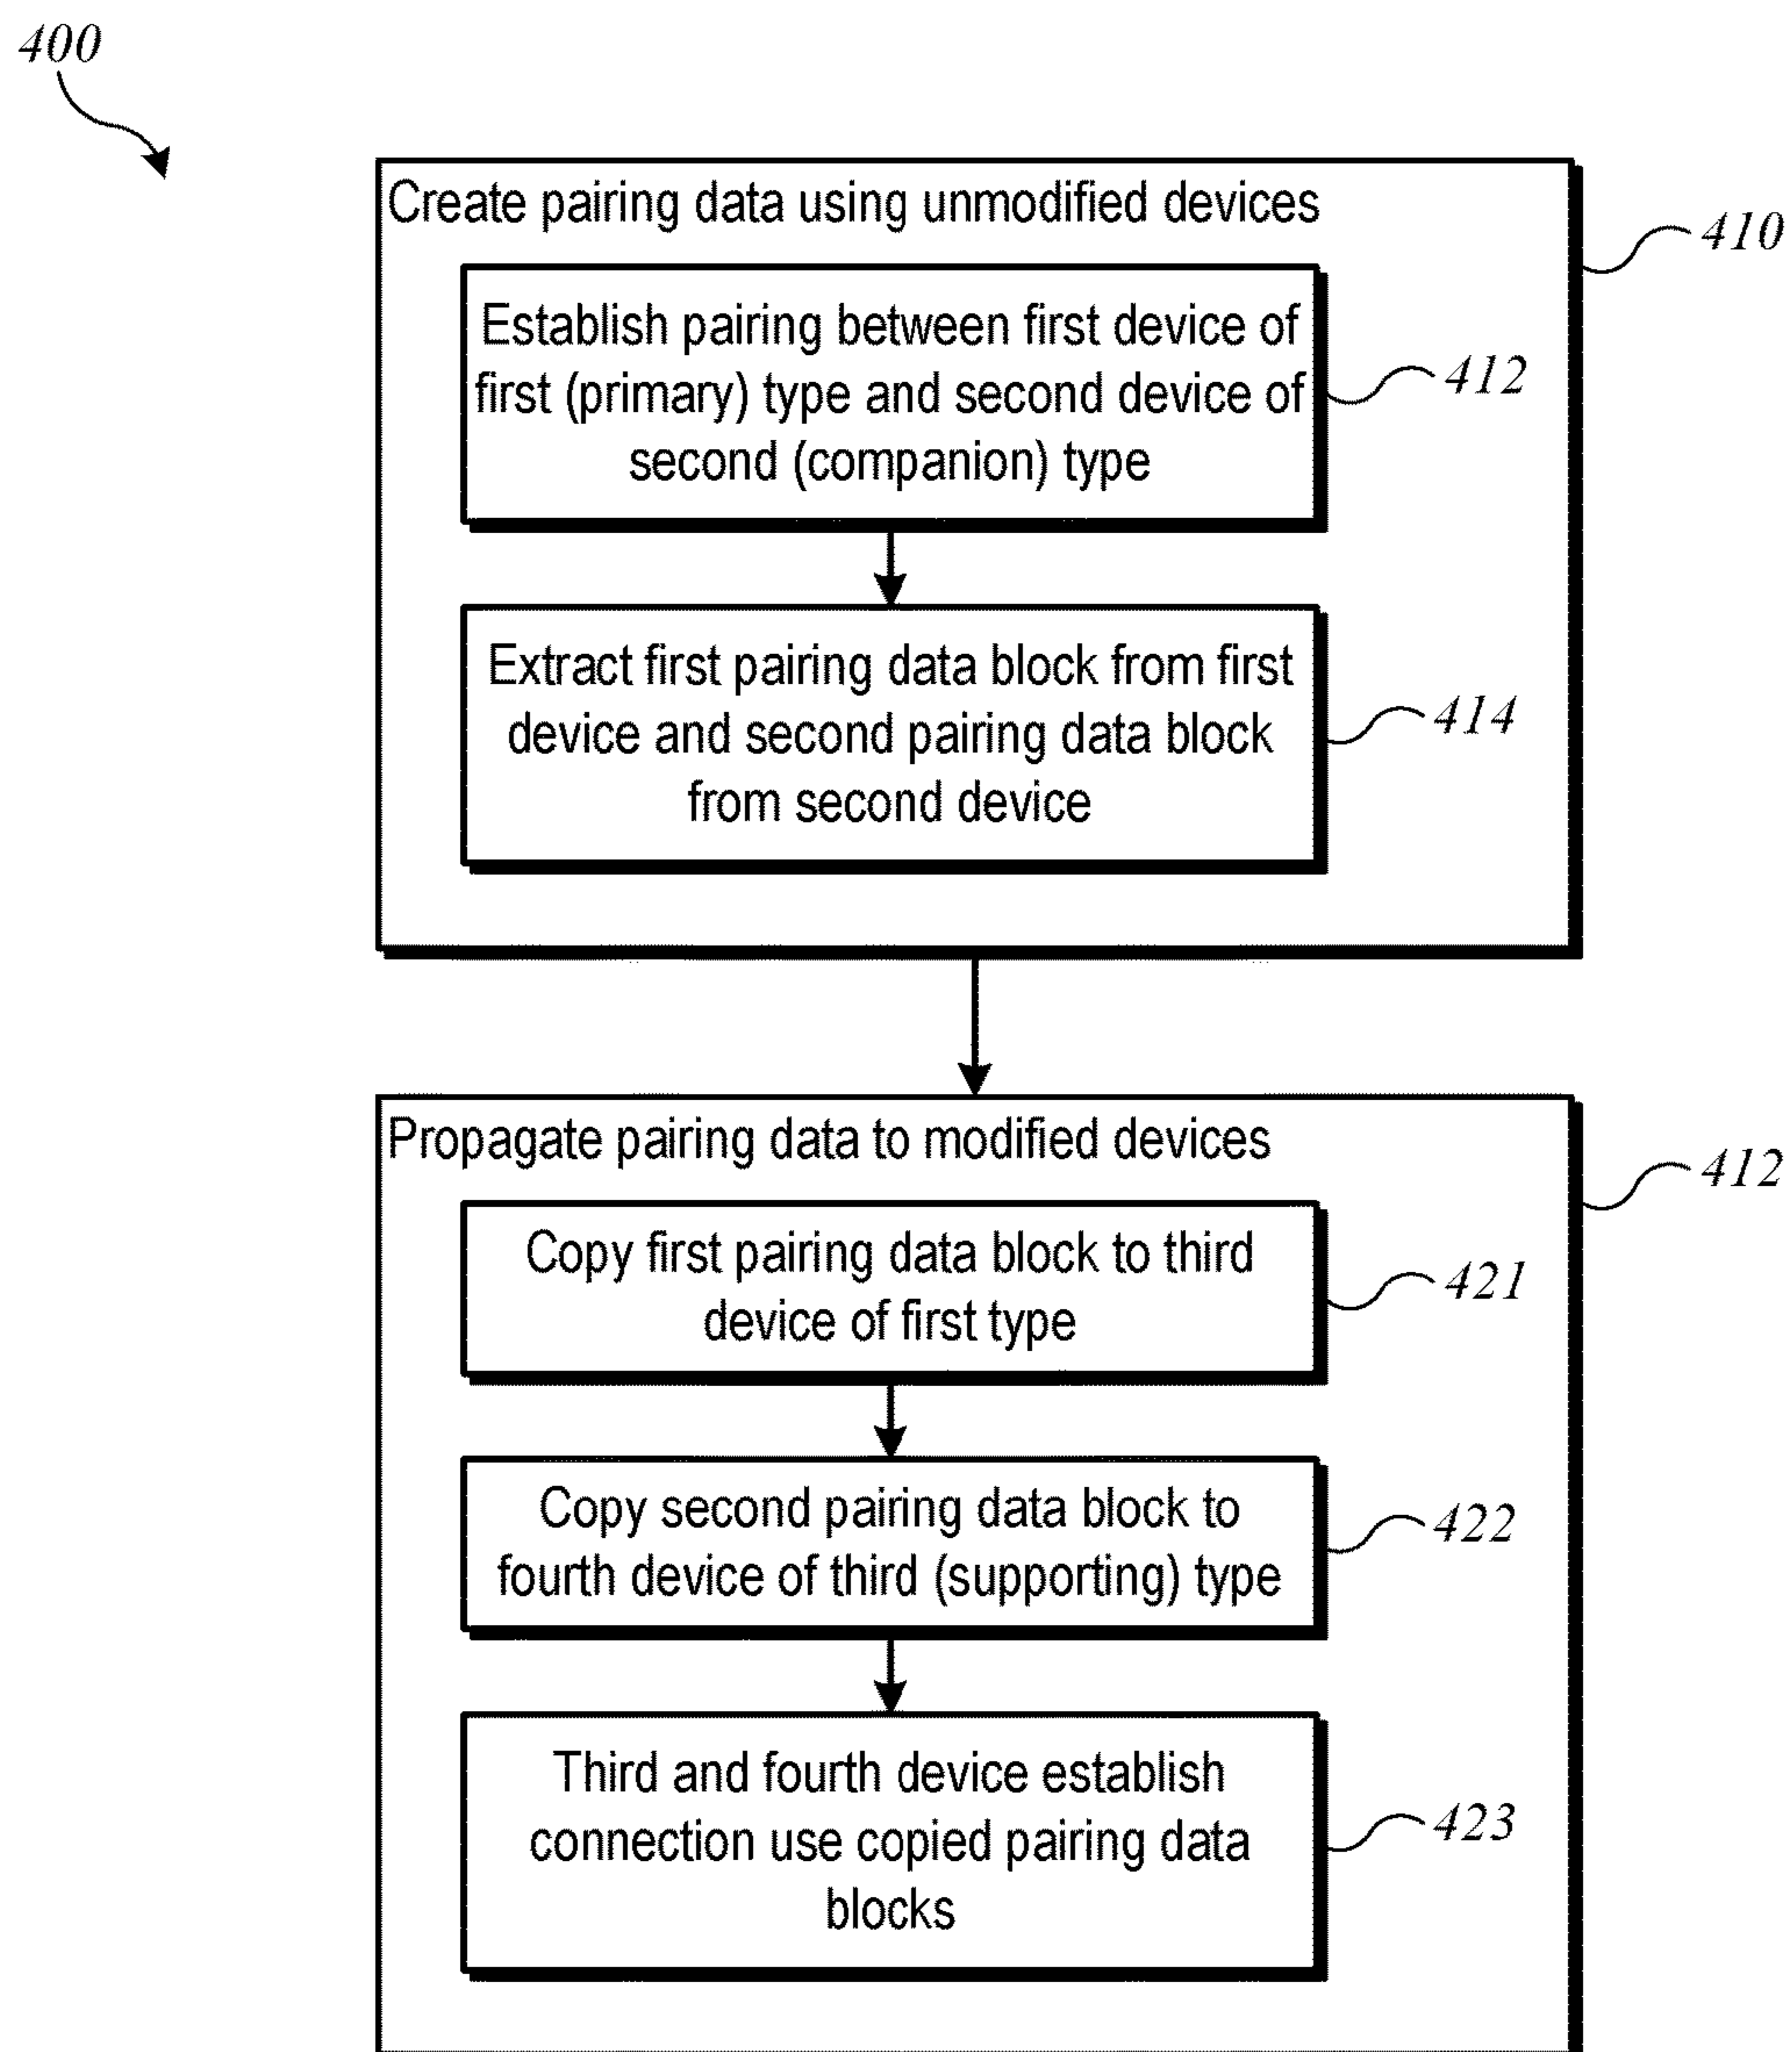 400
Create pairing data using unmodified devices
410
Establish pairing between first device of
first (primary) type and second device of
second (companion) type
412
Extract first pairing data block from first
device and second pairing data block
from second device
414
Propagate pairing data to modified devices
412
Copy first pairing data block to third
device of first type
421
Copy second pairing data block to
fourth device of third (supporting) type
422
Third and fourth device establish
connection use copied pairing data
blocks
423